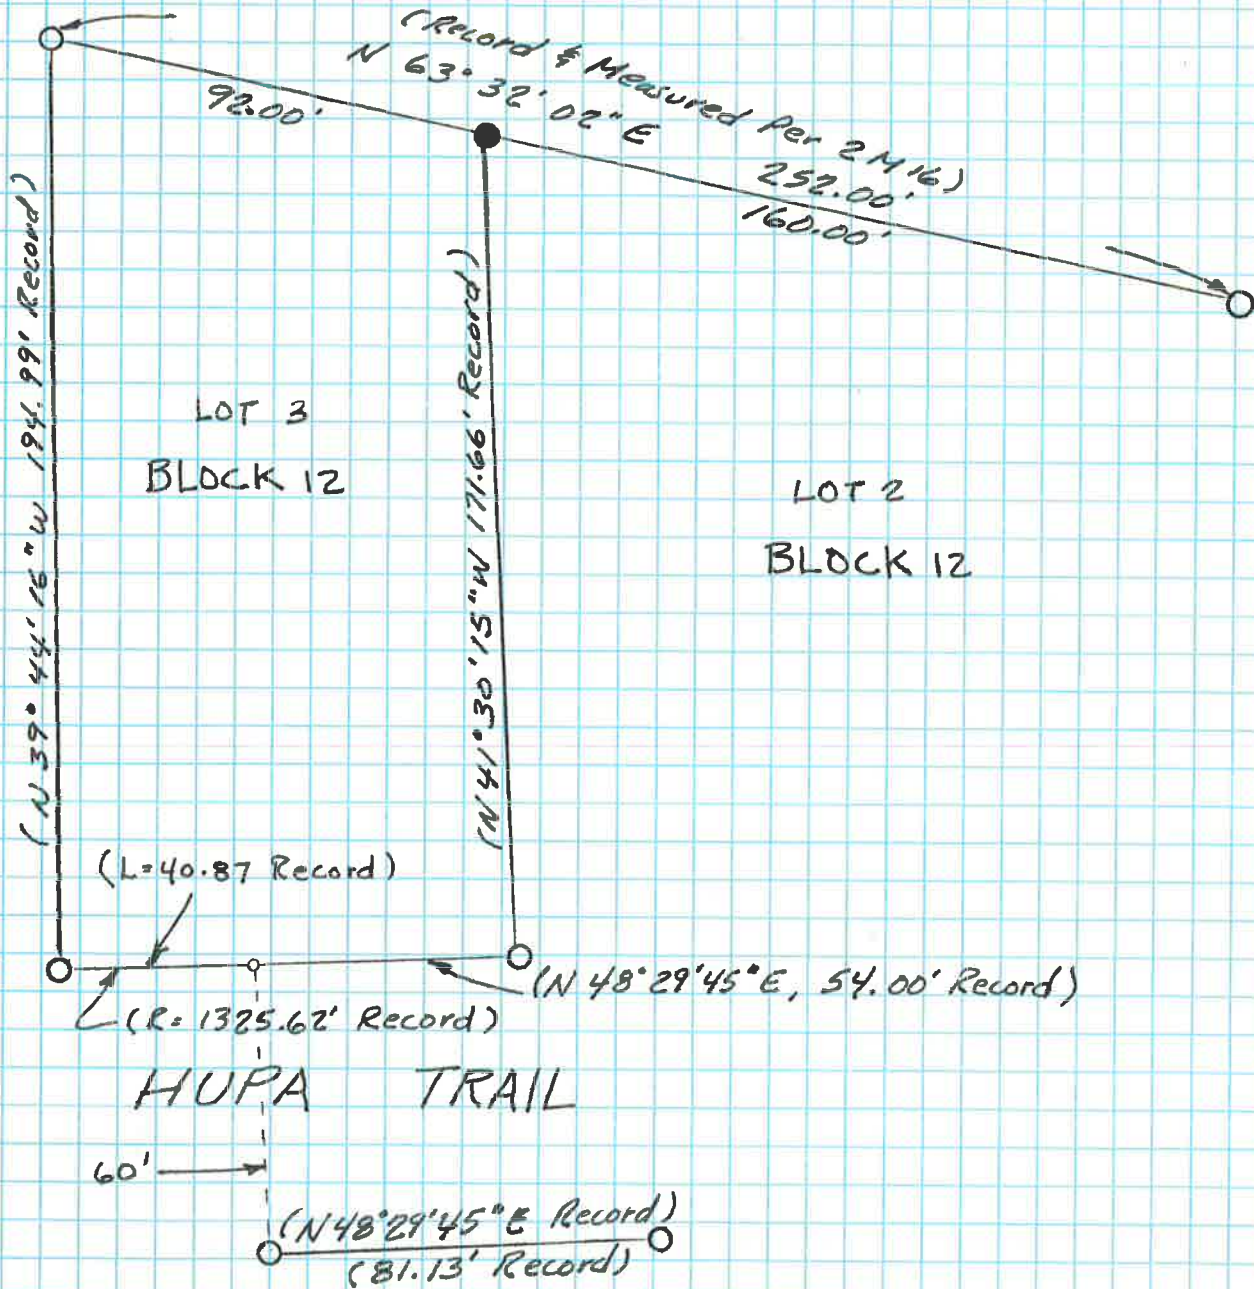 (Record & Measured Per 2 M 16)
N 63° 32' 02" E
92.00'
252.00'
160.00'
(N 39° 44' 16" W 194.99' Record)
(N 41° 30' 15" W 171.66' Record)
LOT 3
BLOCK 12
LOT 2
BLOCK 12
(L=40.87 Record)
(N 48° 29' 45" E, 54.00' Record)
(R= 1325.62' Record)
HUPA TRAIL
60'
(N 48° 29' 45" E Record)
(81.13' Record)